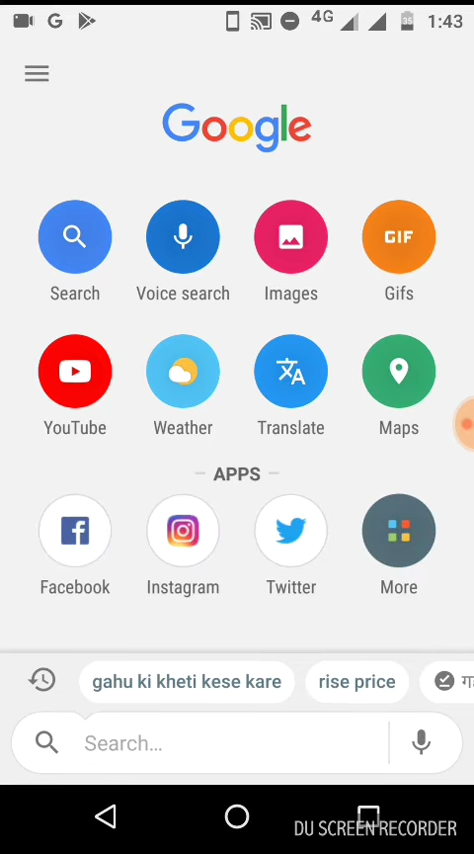 4G 35 1:43
Google
GIF
Search Voice search Images Gifs
YouTube Weather Translate Maps
APPS
Facebook Instagram Twitter More
gahu ki kheti kese kare rise price
Search...
DU SCREEN RECORDER